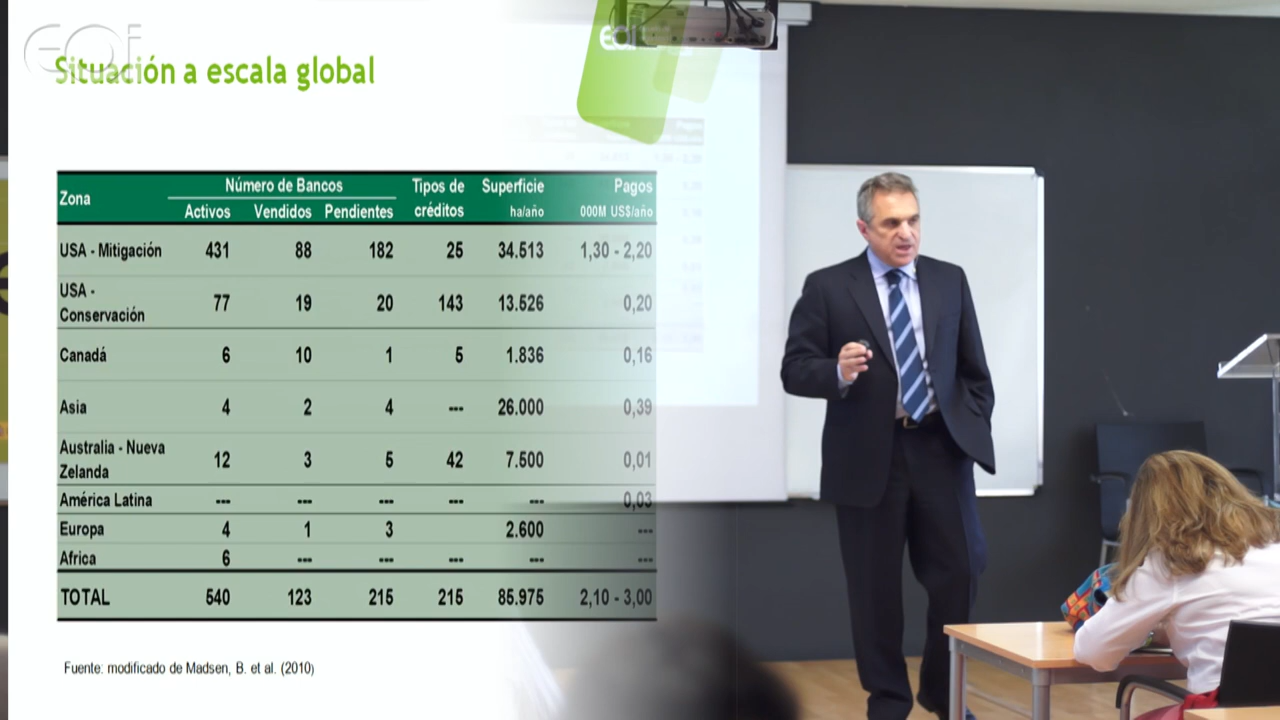 eoi
Situación a escala global
eoi
Zona Número de Bancos Tipos de créditos Superficie ha/año Pagos 000M US$/año
Activos Vendidos Pendientes
USA - Mitigación 431 88 182 25 34.513 1,30 - 2,20
USA - Conservación 77 19 20 143 13.526 0,20
Canadá 6 10 1 5 1.836 0,16
Asia 4 2 4 --- 26.000 0,39
Australia - Nueva Zelanda 12 3 5 42 7.500 0,01
América Latina --- --- --- --- --- 0,03
Europa 4 1 3 2.600 ---
Africa 6 --- --- --- --- ---
TOTAL 540 123 215 215 85.975 2,10 - 3,00
Fuente: modificado de Madsen, B. et al. (2010)